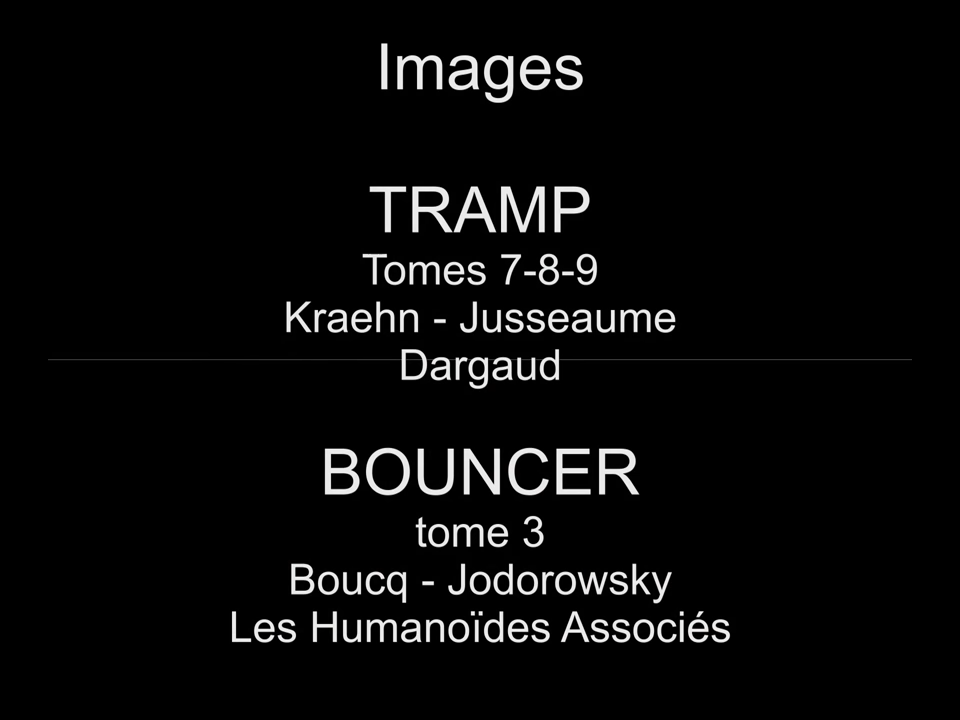 Images
TRAMP
Tomes 7-8-9
Kraehn - Jusseaume
Dargaud
BOUNCER
tome 3
Boucq - Jodorowsky
Les Humanoïdes Associés